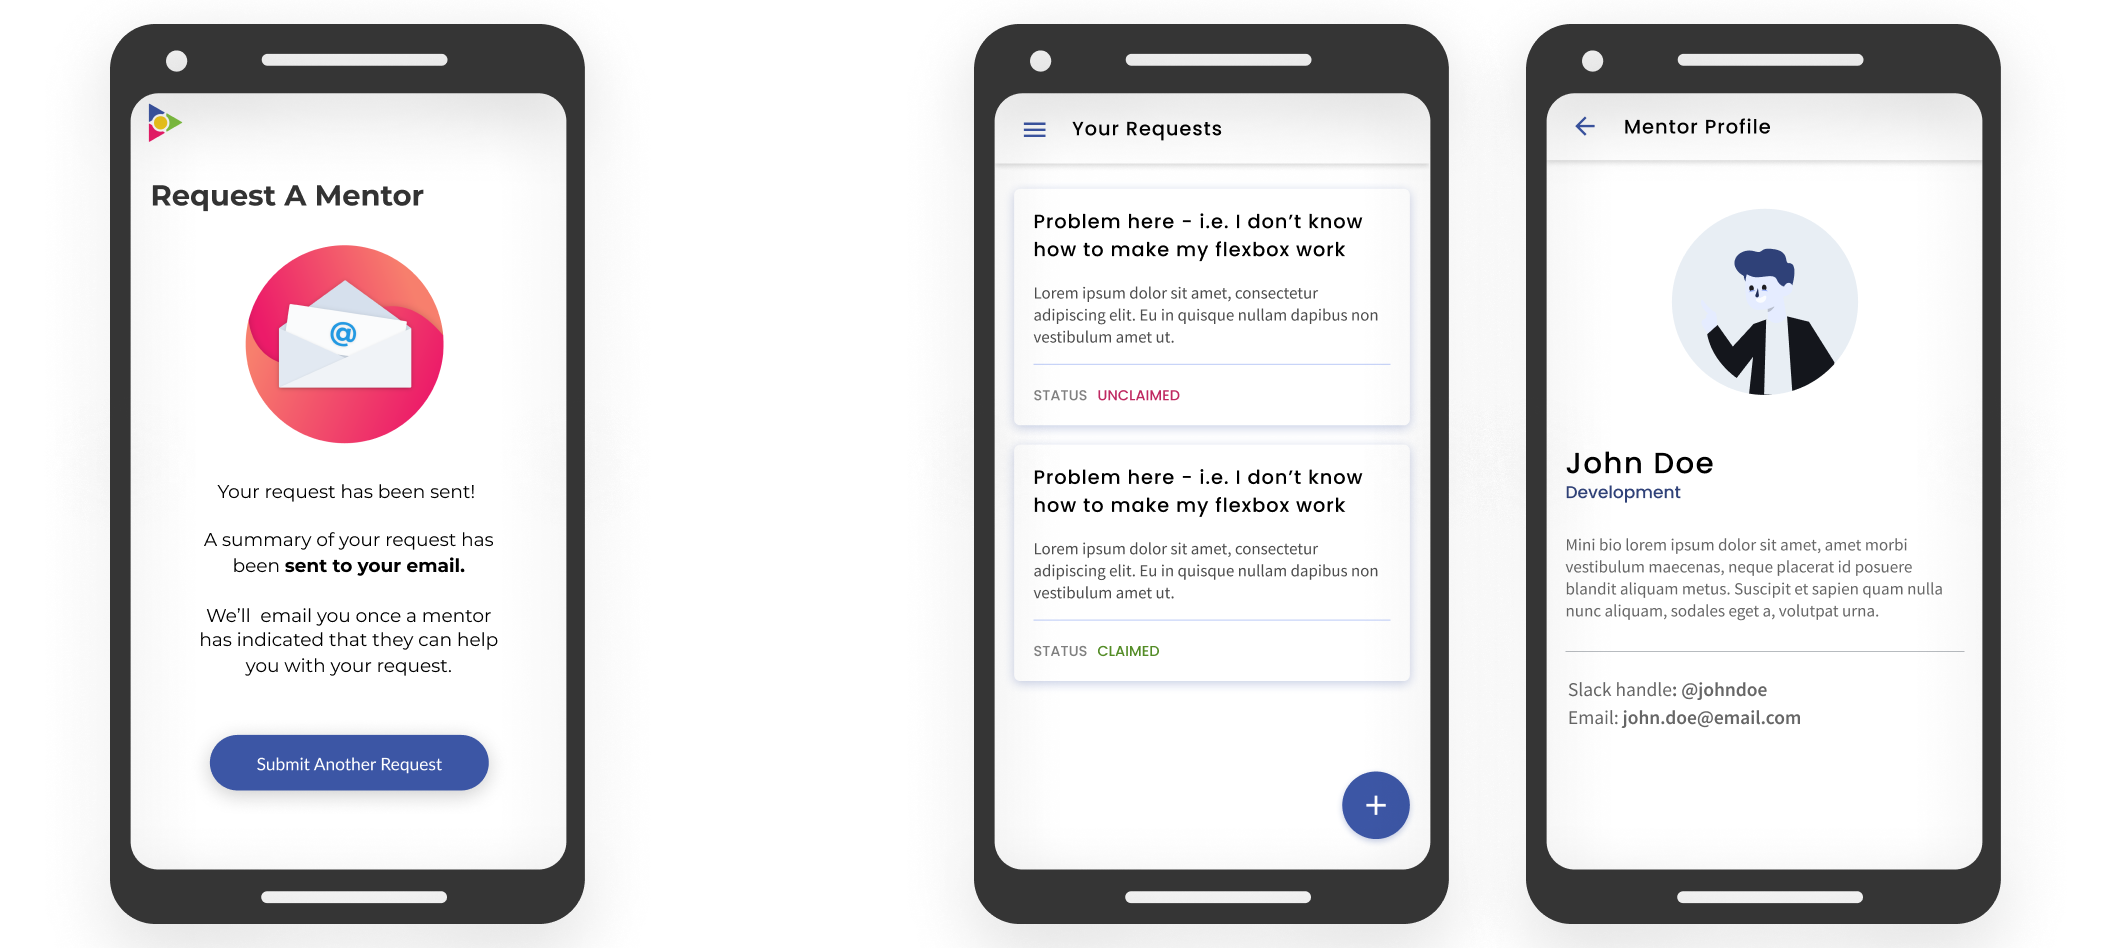 Request A Mentor
@
Your request has been sent!
A summary of your request has
been sent to your email.
We’ll  email you once a mentor
has indicated that they can help
you with your request.
Submit Another Request
Your Requests
Problem here - i.e. I don’t know
how to make my flexbox work
Lorem ipsum dolor sit amet, consectetur
adipiscing elit. Eu in quisque nullam dapibus non
vestibulum amet ut.
STATUS UNCLAIMED
Problem here - i.e. I don’t know
how to make my flexbox work
Lorem ipsum dolor sit amet, consectetur
adipiscing elit. Eu in quisque nullam dapibus non
vestibulum amet ut.
STATUS CLAIMED
+
Mentor Profile
John Doe
Development
Mini bio lorem ipsum dolor sit amet, amet morbi
vestibulum maecenas, neque placerat id posuere
blandit aliquam metus. Suscipit et sapien quam nulla
nunc aliquam, sodales eget a, volutpat urna.
Slack handle: @johndoe
Email: john.doe@email.com